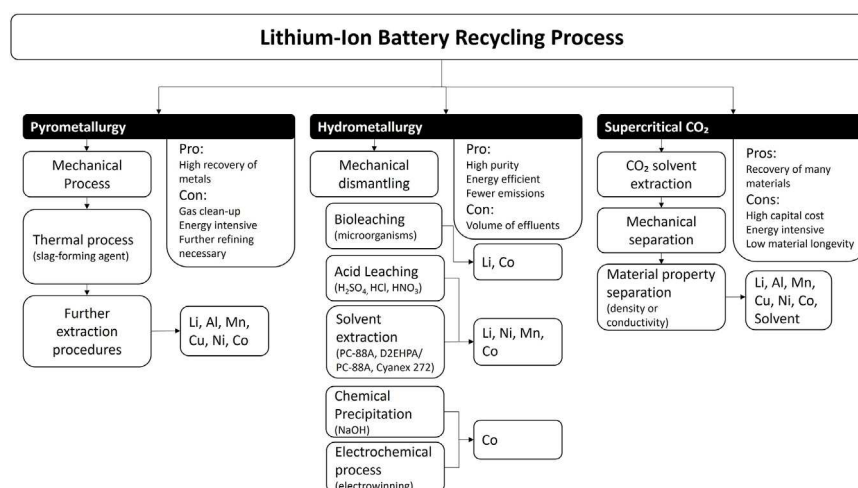 Lithium-Ion Battery Recycling Process
Pyrometallurgy
Mechanical
Process
Thermal process
(slag-forming agent)
Further
extraction
procedures
Pro:
High recovery of
metals
Con:
Gas clean-up
Energy intensive
Further refining
necessary
Li, Al, Mn,
Cu, Ni, Co
Hydrometallurgy
Mechanical
dismantling
Pro:
High purity
Energy efficient
Fewer emissions
Con:
Volume of effluents
Bioleaching
(microorganisms)
Li, Co
Acid Leaching
(H₂SO₄, HCl, HNO₃)
Solvent
extraction
(PC-88A, D2EHPA/
PC-88A, Cyanex 272)
Li, Ni, Mn,
Co
Chemical
Precipitation
(NaOH)
Electrochemical
process
(electrowinning)
Co
Supercritical CO₂
CO₂ solvent
extraction
Mechanical
separation
Material property
separation
(density or
conductivity)
Pros:
Recovery of many
materials
Cons:
High capital cost
Energy intensive
Low material longevity
Li, Al, Mn,
Cu, Ni, Co,
Solvent